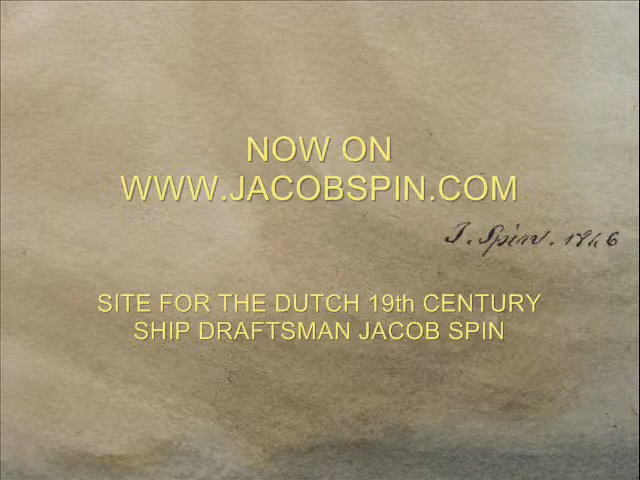 NOW ON
WWW.JACOBSPIN.COM
J. Spin. 1846
SITE FOR THE DUTCH 19th CENTURY
SHIP DRAFTSMAN JACOB SPIN